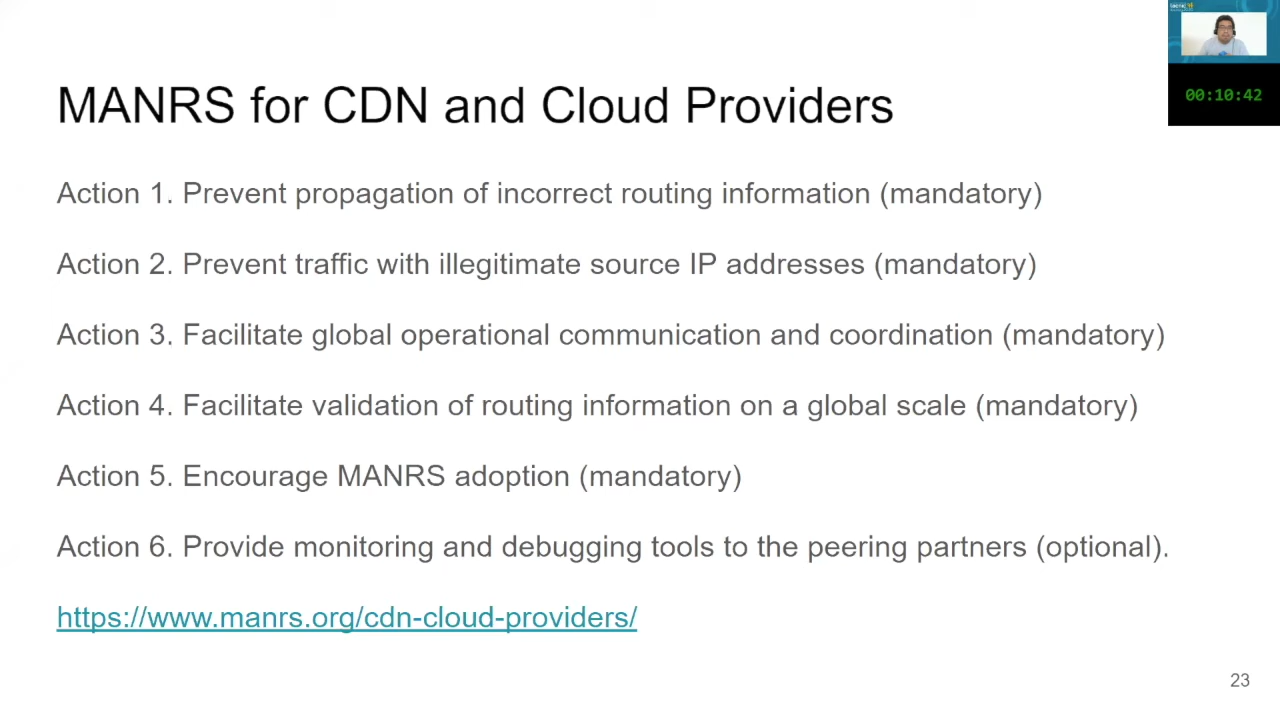 MANRS for CDN and Cloud Providers
00:10:42
Action 1. Prevent propagation of incorrect routing information (mandatory)
Action 2. Prevent traffic with illegitimate source IP addresses (mandatory)
Action 3. Facilitate global operational communication and coordination (mandatory)
Action 4. Facilitate validation of routing information on a global scale (mandatory)
Action 5. Encourage MANRS adoption (mandatory)
Action 6. Provide monitoring and debugging tools to the peering partners (optional).
https://www.manrs.org/cdn-cloud-providers/
23